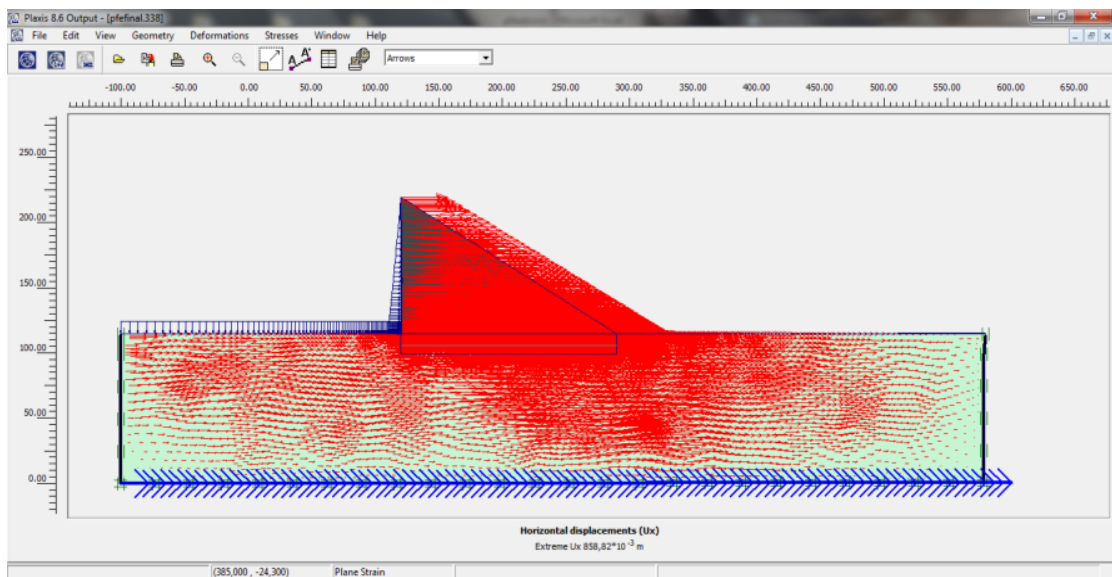 Plaxis 8.6 Output - [pfefinal.338]
File Edit View Geometry Deformations Stresses Window Help
Arrows
-100.00 -50.00 0.00 50.00 100.00 150.00 200.00 250.00 300.00 350.00 400.00 450.00 500.00 550.00 600.00 650.00
250.00
200.00
150.00
100.00
50.00
0.00
Horizontal displacements (Ux)
Extreme Ux 858,82*10 -3 m
(385,000 , -24,300) Plane Strain